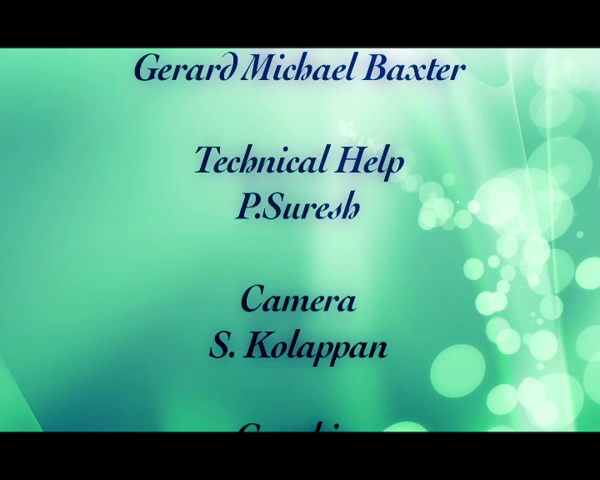 Gerard Michael Baxter
Technical Help
P.Suresh
Camera
S. Kolappan